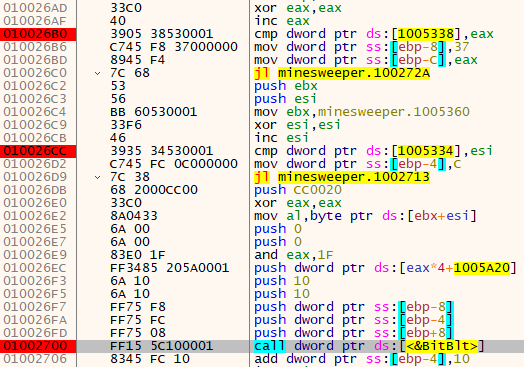 010026AD 33C0 xor eax,eax
010026AF 40 inc eax
010026B0 3905 38530001 cmp dword ptr ds:[1005338],eax
010026B6 C745 F8 37000000 mov dword ptr ss:[ebp-8],37
010026BD 8945 F4 mov dword ptr ss:[ebp-C],eax
010026C0 7C 68 jl minesweeper.100272A
010026C2 53 push ebx
010026C3 56 push esi
010026C4 BB 60530001 mov ebx,minesweeper.1005360
010026C9 33F6 xor esi,esi
010026CB 46 inc esi
010026CC 3935 34530001 cmp dword ptr ds:[1005334],esi
010026D2 C745 FC 0C000000 mov dword ptr ss:[ebp-4],C
010026D9 7C 38 jl minesweeper.1002713
010026DB 68 2000CC00 push CC0020
010026E0 33C0 xor eax,eax
010026E2 8A0433 mov al,byte ptr ds:[ebx+esi]
010026E5 6A 00 push 0
010026E7 6A 00 push 0
010026E9 83E0 1F and eax,1F
010026EC FF3485 205A0001 push dword ptr ds:[eax*4+1005A20]
010026F3 6A 10 push 10
010026F5 6A 10 push 10
010026F7 FF75 F8 push dword ptr ss:[ebp-8]
010026FA FF75 FC push dword ptr ss:[ebp-4]
010026FD FF75 08 push dword ptr ss:[ebp+8]
01002700 FF15 5C100001 call dword ptr ds:[<&BitBlt>]
01002706 8345 FC 10 add dword ptr ss:[ebp-4],10